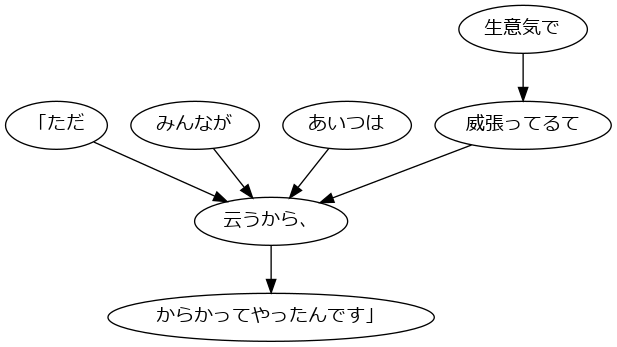 生意気で
「ただ
みんなが
あいつは
威張ってるて
云うから、
からかってやったんです」